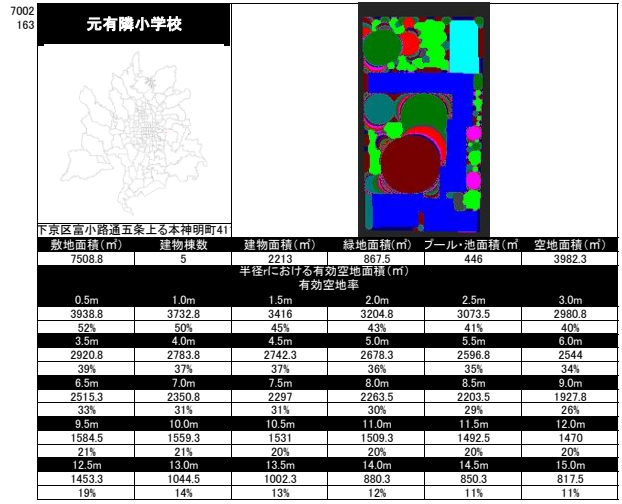 7002
163
元有隣小学校
下京区富小路通五条上る本神明町41
敷地面積(㎡) 建物棟数 建物面積(㎡) 緑地面積(㎡) プール・池面積㎡ 空地面積(㎡)
7508.8 5 2213 867.5 446 3982.3
半径rにおける有効空地面積(㎡)
有効空地率
0.5m 1.0m 1.5m 2.0m 2.5m 3.0m
3938.8 3732.8 3416 3204.8 3073.5 2980.8
52% 50% 45% 43% 41% 40%
3.5m 4.0m 4.5m 5.0m 5.5m 6.0m
2920.8 2783.8 2742.3 2678.3 2596.8 2544
39% 37% 37% 36% 35% 34%
6.5m 7.0m 7.5m 8.0m 8.5m 9.0m
2515.3 2350.8 2297 2263.5 2203.5 1927.8
33% 31% 31% 30% 29% 26%
9.5m 10.0m 10.5m 11.0m 11.5m 12.0m
1584.5 1559.3 1531 1509.3 1492.5 1470
21% 21% 20% 20% 20% 20%
12.5m 13.0m 13.5m 14.0m 14.5m 15.0m
1453.3 1044.5 1002.3 880.3 850.3 817.5
19% 14% 13% 12% 11% 11%